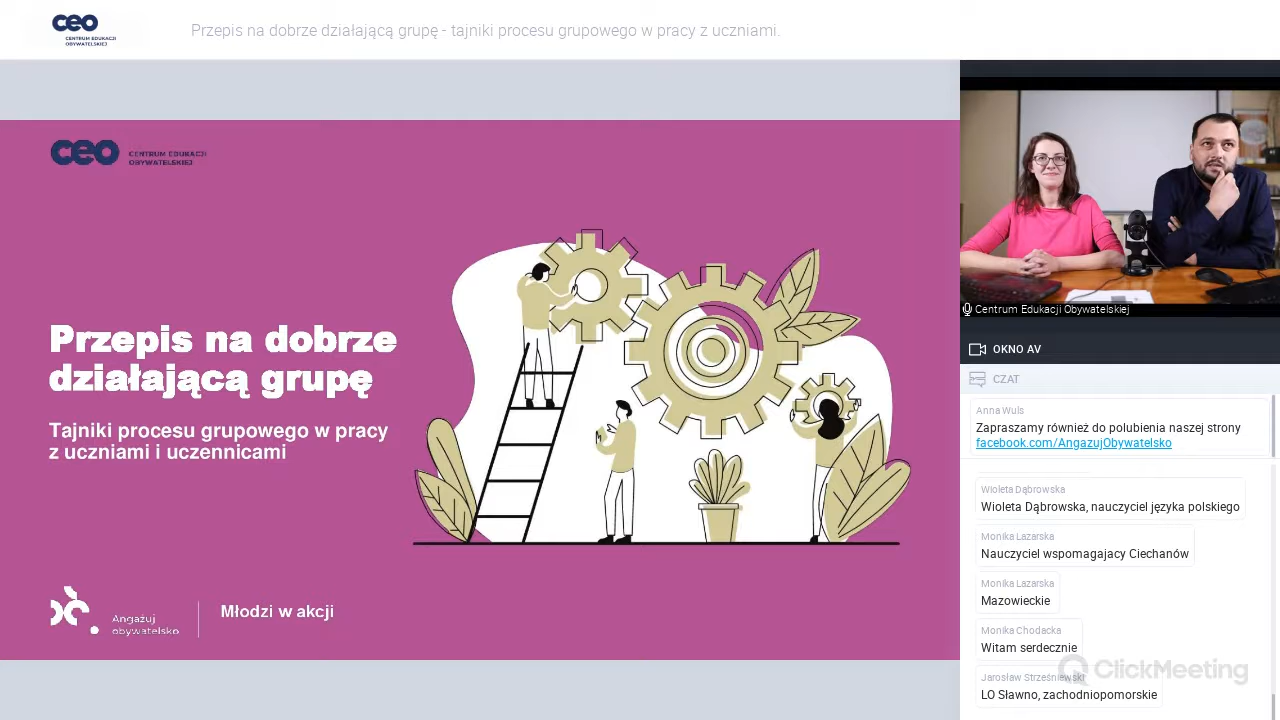 ceo
CENTRUM EDUKACJI
OBYWATELSKIEJ
Przepis na dobrze działającą grupę - tajniki procesu grupowego w pracy z uczniami.
ceo
CENTRUM EDUKACJI
OBYWATELSKIEJ
Przepis na dobrze
działającą grupę
Tajniki procesu grupowego w pracy
z uczniami i uczennicami
Angażuj
obywatelsko
Młodzi w akcji
Centrum Edukacji Obywatelskiej
OKNO AV
CZAT
Anna Wuls
Zapraszamy również do polubienia naszej strony
facebook.com/AngazujObywatelsko
Wioleta Dąbrowska
Wioleta Dąbrowska, nauczyciel języka polskiego
Monika Lazarska
Nauczyciel wspomagajacy Ciechanów
Monika Lazarska
Mazowieckie
Monika Chodacka
Witam serdecznie
Jarosław Strześniewski
LO Sławno, zachodniopomorskie
ClickMeeting